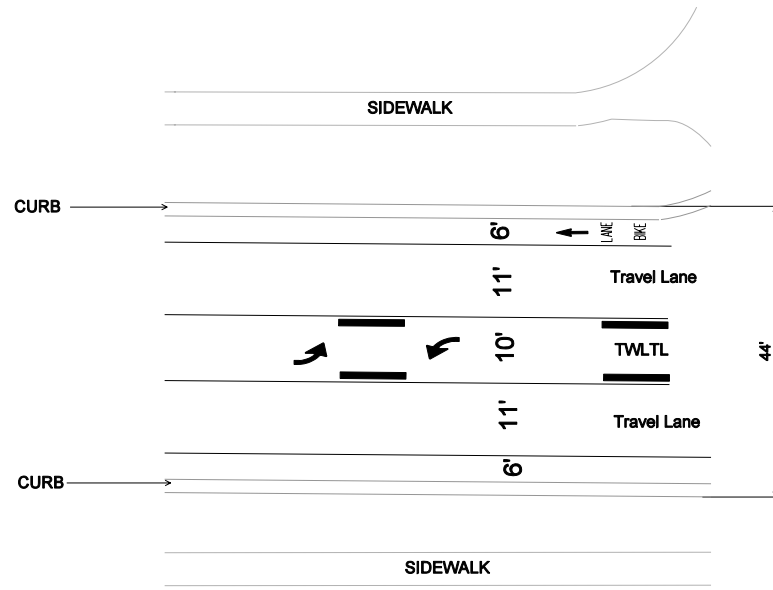 SIDEWALK
CURB
6'
LANE
BIKE
11'
Travel Lane
10'
TWLTL
44'
11'
Travel Lane
6'
CURB
SIDEWALK